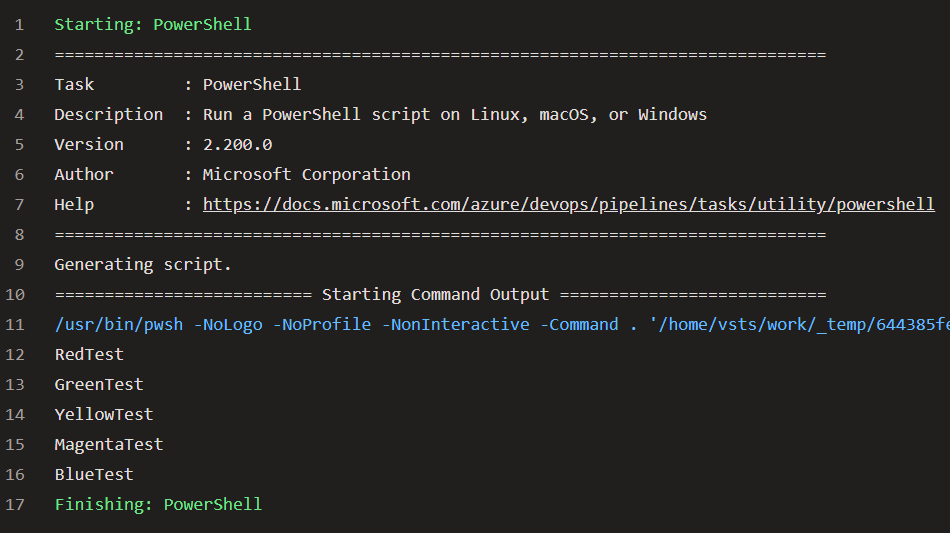 1 Starting: PowerShell
2 ==============================================================================
3 Task         : PowerShell
4 Description  : Run a PowerShell script on Linux, macOS, or Windows
5 Version      : 2.200.0
6 Author       : Microsoft Corporation
7 Help         : https://docs.microsoft.com/azure/devops/pipelines/tasks/utility/powershell
8 ==============================================================================
9 Generating script.
10 ========================== Starting Command Output ===========================
11 /usr/bin/pwsh -NoLogo -NoProfile -NonInteractive -Command . '/home/vsts/work/_temp/644385fe
12 RedTest
13 GreenTest
14 YellowTest
15 MagentaTest
16 BlueTest
17 Finishing: PowerShell